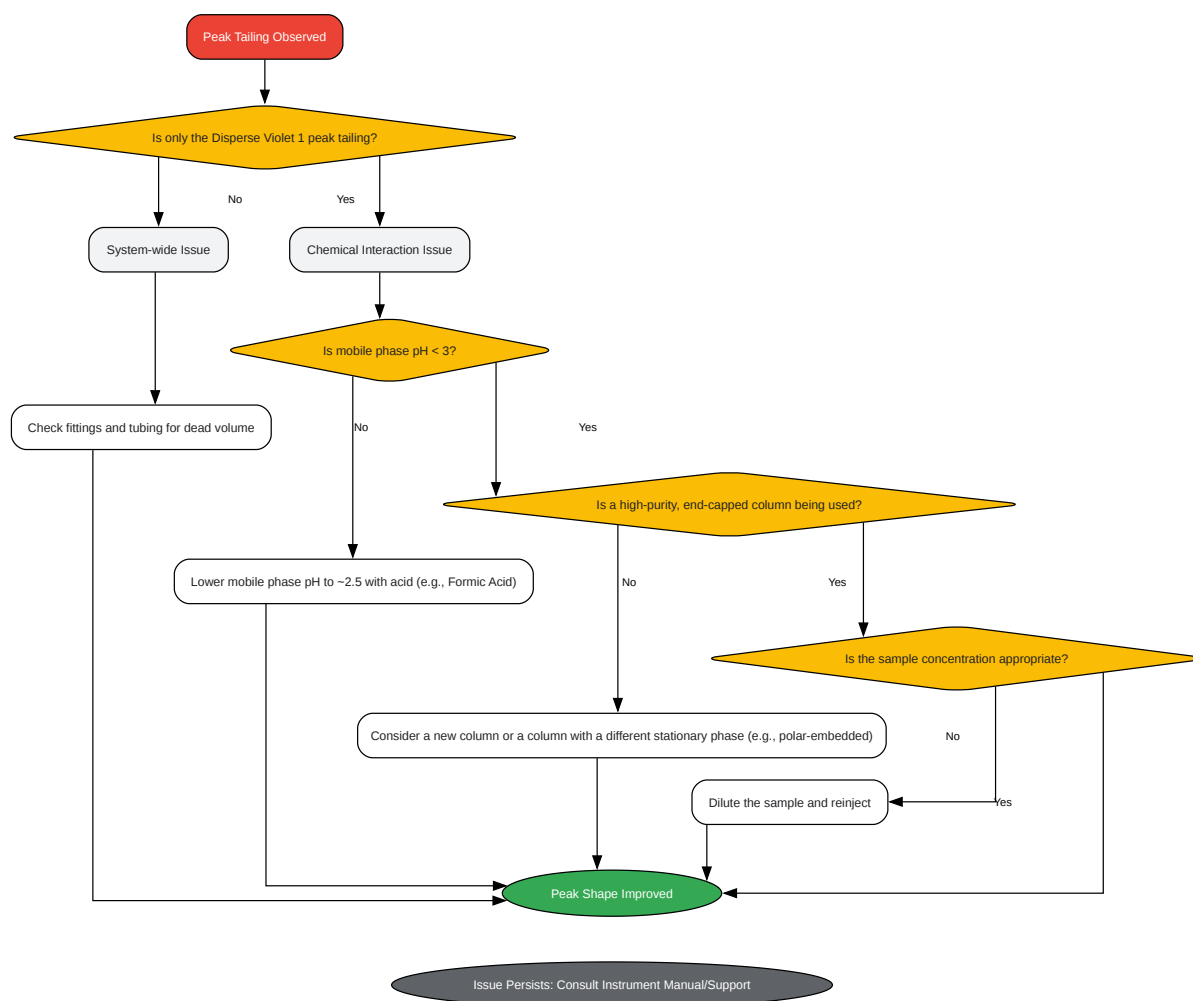 Peak Tailing Observed
Is only the Disperse Violet 1 peak tailing?
No
Yes
System-wide Issue
Chemical Interaction Issue
Is mobile phase pH < 3?
Check fittings and tubing for dead volume
No
Yes
Is a high-purity, end-capped column being used?
Lower mobile phase pH to ~2.5 with acid (e.g., Formic Acid)
No
Yes
Is the sample concentration appropriate?
Consider a new column or a column with a different stationary phase (e.g., polar-embedded)
No
Dilute the sample and reinject
Yes
Peak Shape Improved
Issue Persists: Consult Instrument Manual/Support